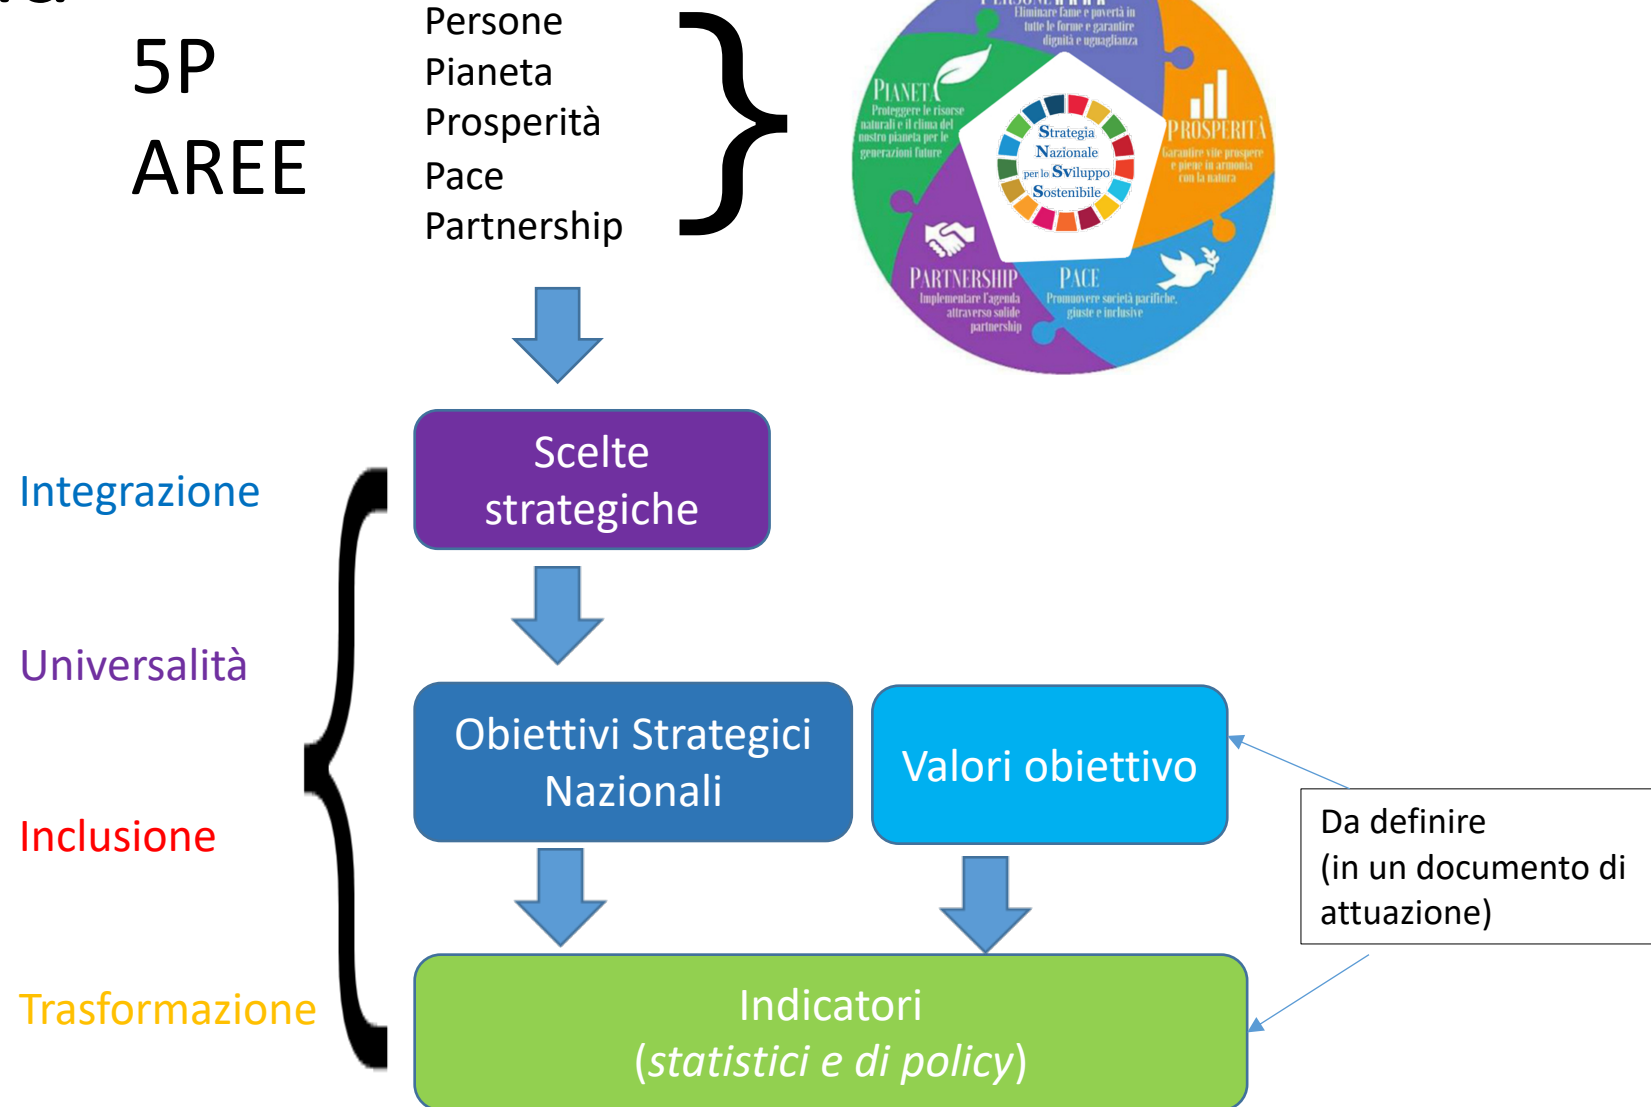 5P
AREE
Persone
Pianeta
Prosperità
Pace
Partnership
Eliminare fame e povertà in
tutte le forme e garantire
dignità e uguaglianza
PIANETA
Proteggere le risorse
naturali e il clima del
nostro pianeta per le
generazioni future
PROSPERITÀ
Garantire vite prospere
e piene in armonia
con la natura
Strategia
Nazionale
per lo Sviluppo
Sostenibile
PARTNERSHIP
Implementare l'agenda
attraverso solide
partnership
PACE
Promuovere società pacifiche,
giuste e inclusive
Scelte
strategiche
Integrazione
Universalità
Inclusione
Trasformazione
Obiettivi Strategici
Nazionali
Valori obiettivo
Da definire
(in un documento di
attuazione)
Indicatori
(statistici e di policy)